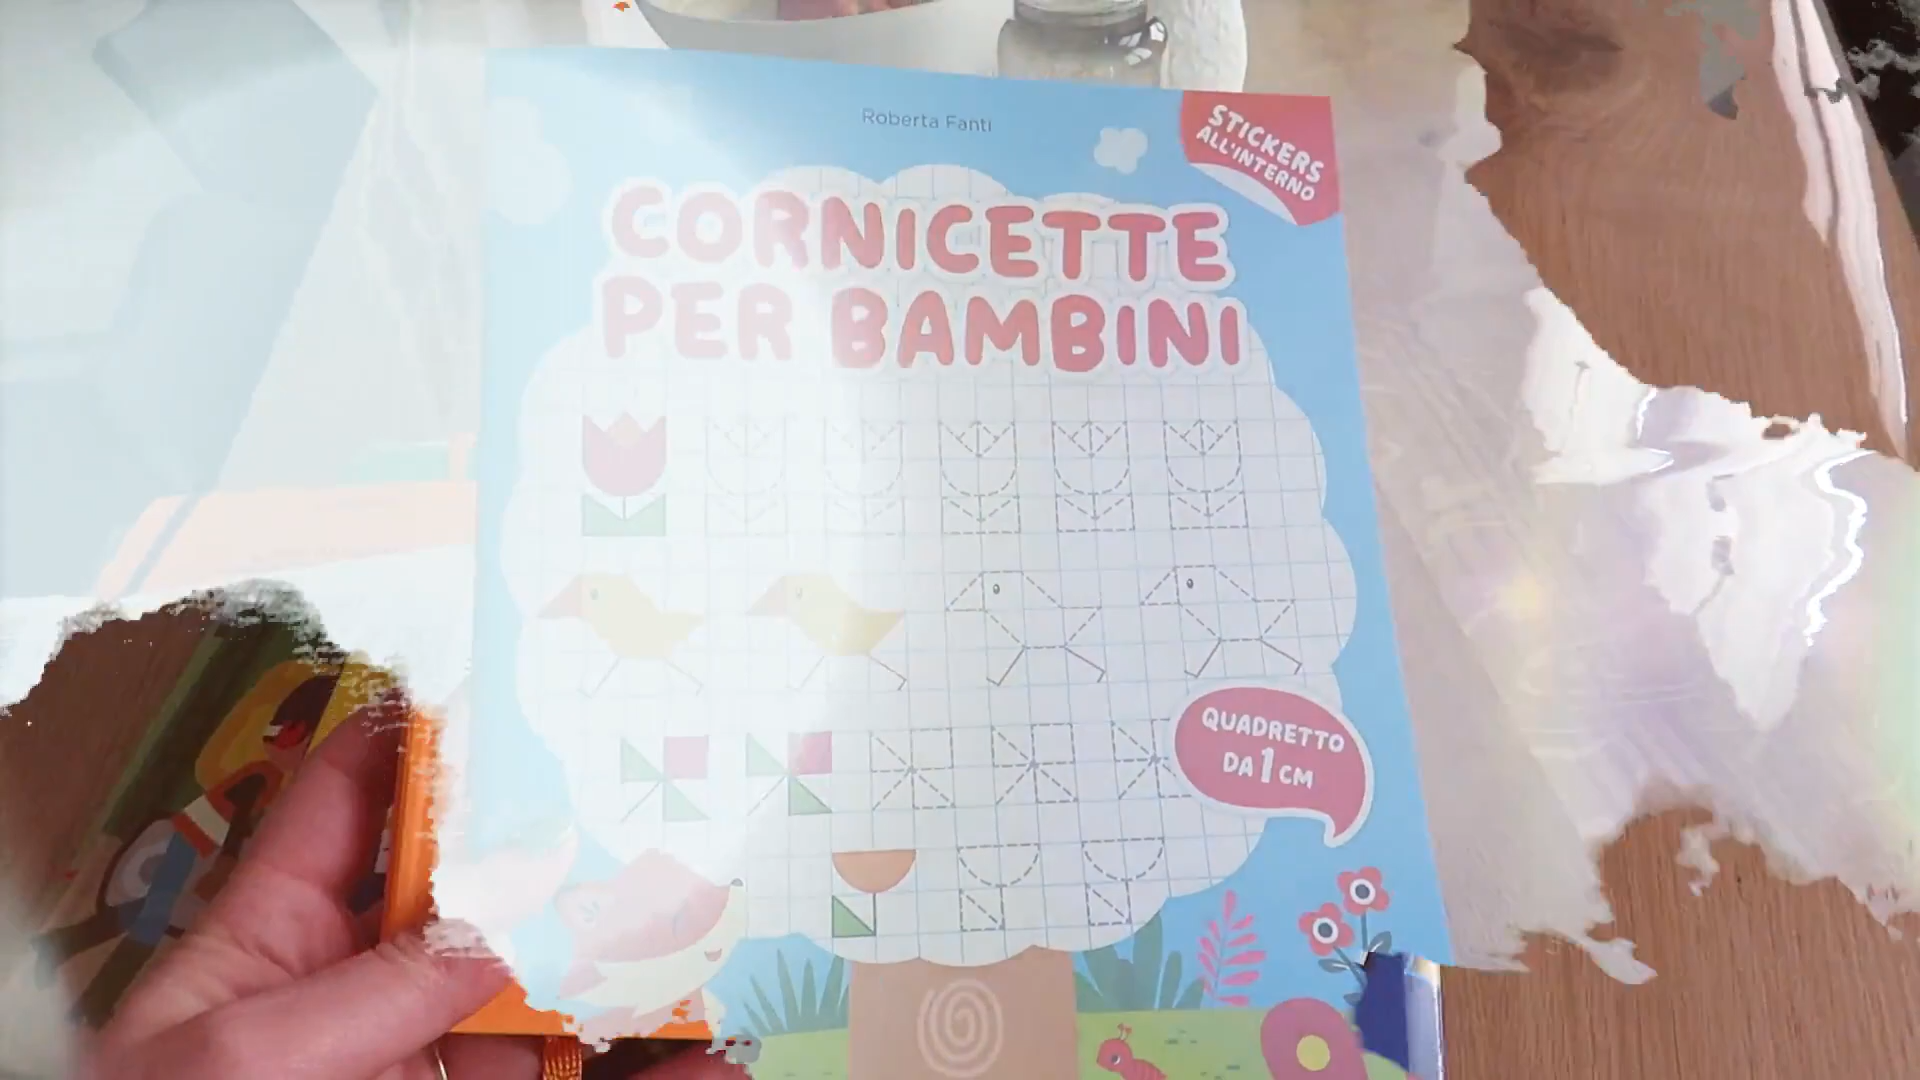 Roberta Fanti
STICKERS
ALL'INTERNO
CORNICETTE
PER BAMBINI
QUADRETTO
DA 1 CM